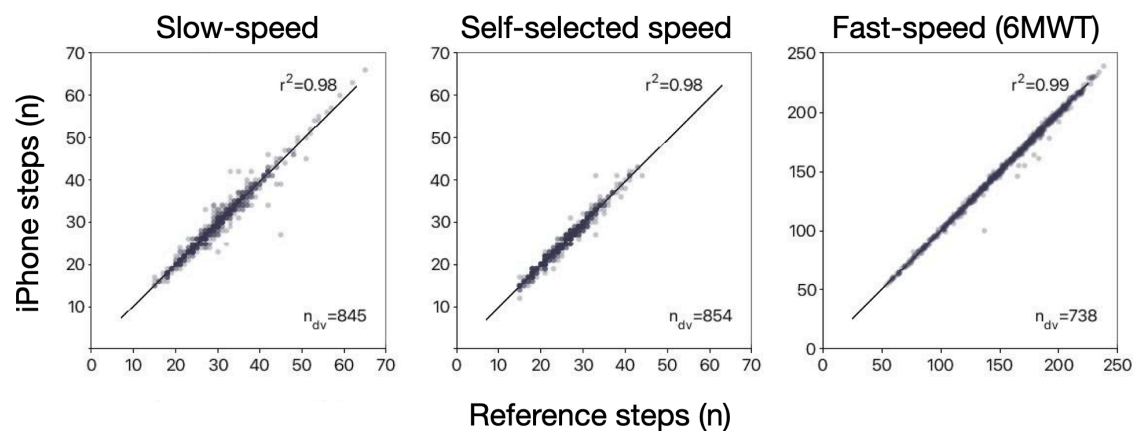 Slow-speed
Self-selected speed
Fast-speed (6MWT)
iPhone steps (n)
70
60
50
40
30
20
10
r²=0.98
n_dv=845
0 10 20 30 40 50 60 70
70
60
50
40
30
20
10
r²=0.98
n_dv=854
0 10 20 30 40 50 60 70
250
200
150
100
50
0
r²=0.99
n_dv=738
0 50 100 150 200 250
Reference steps (n)